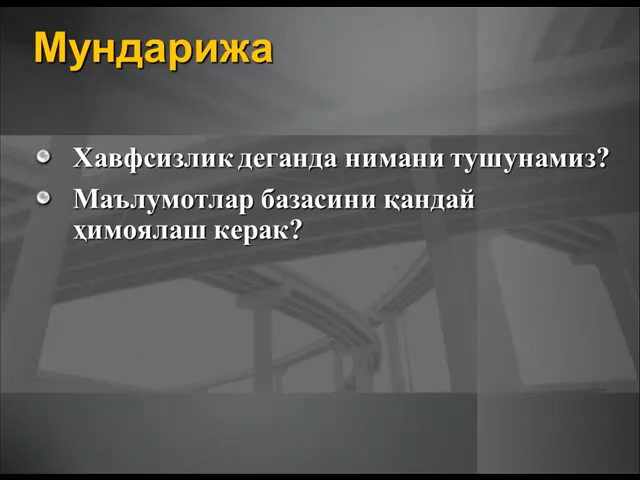 Мундарижа
Хавфсизлик деганда нимани тушунамиз?
Маълумотлар базасини қандай
ҳимоялаш керак?